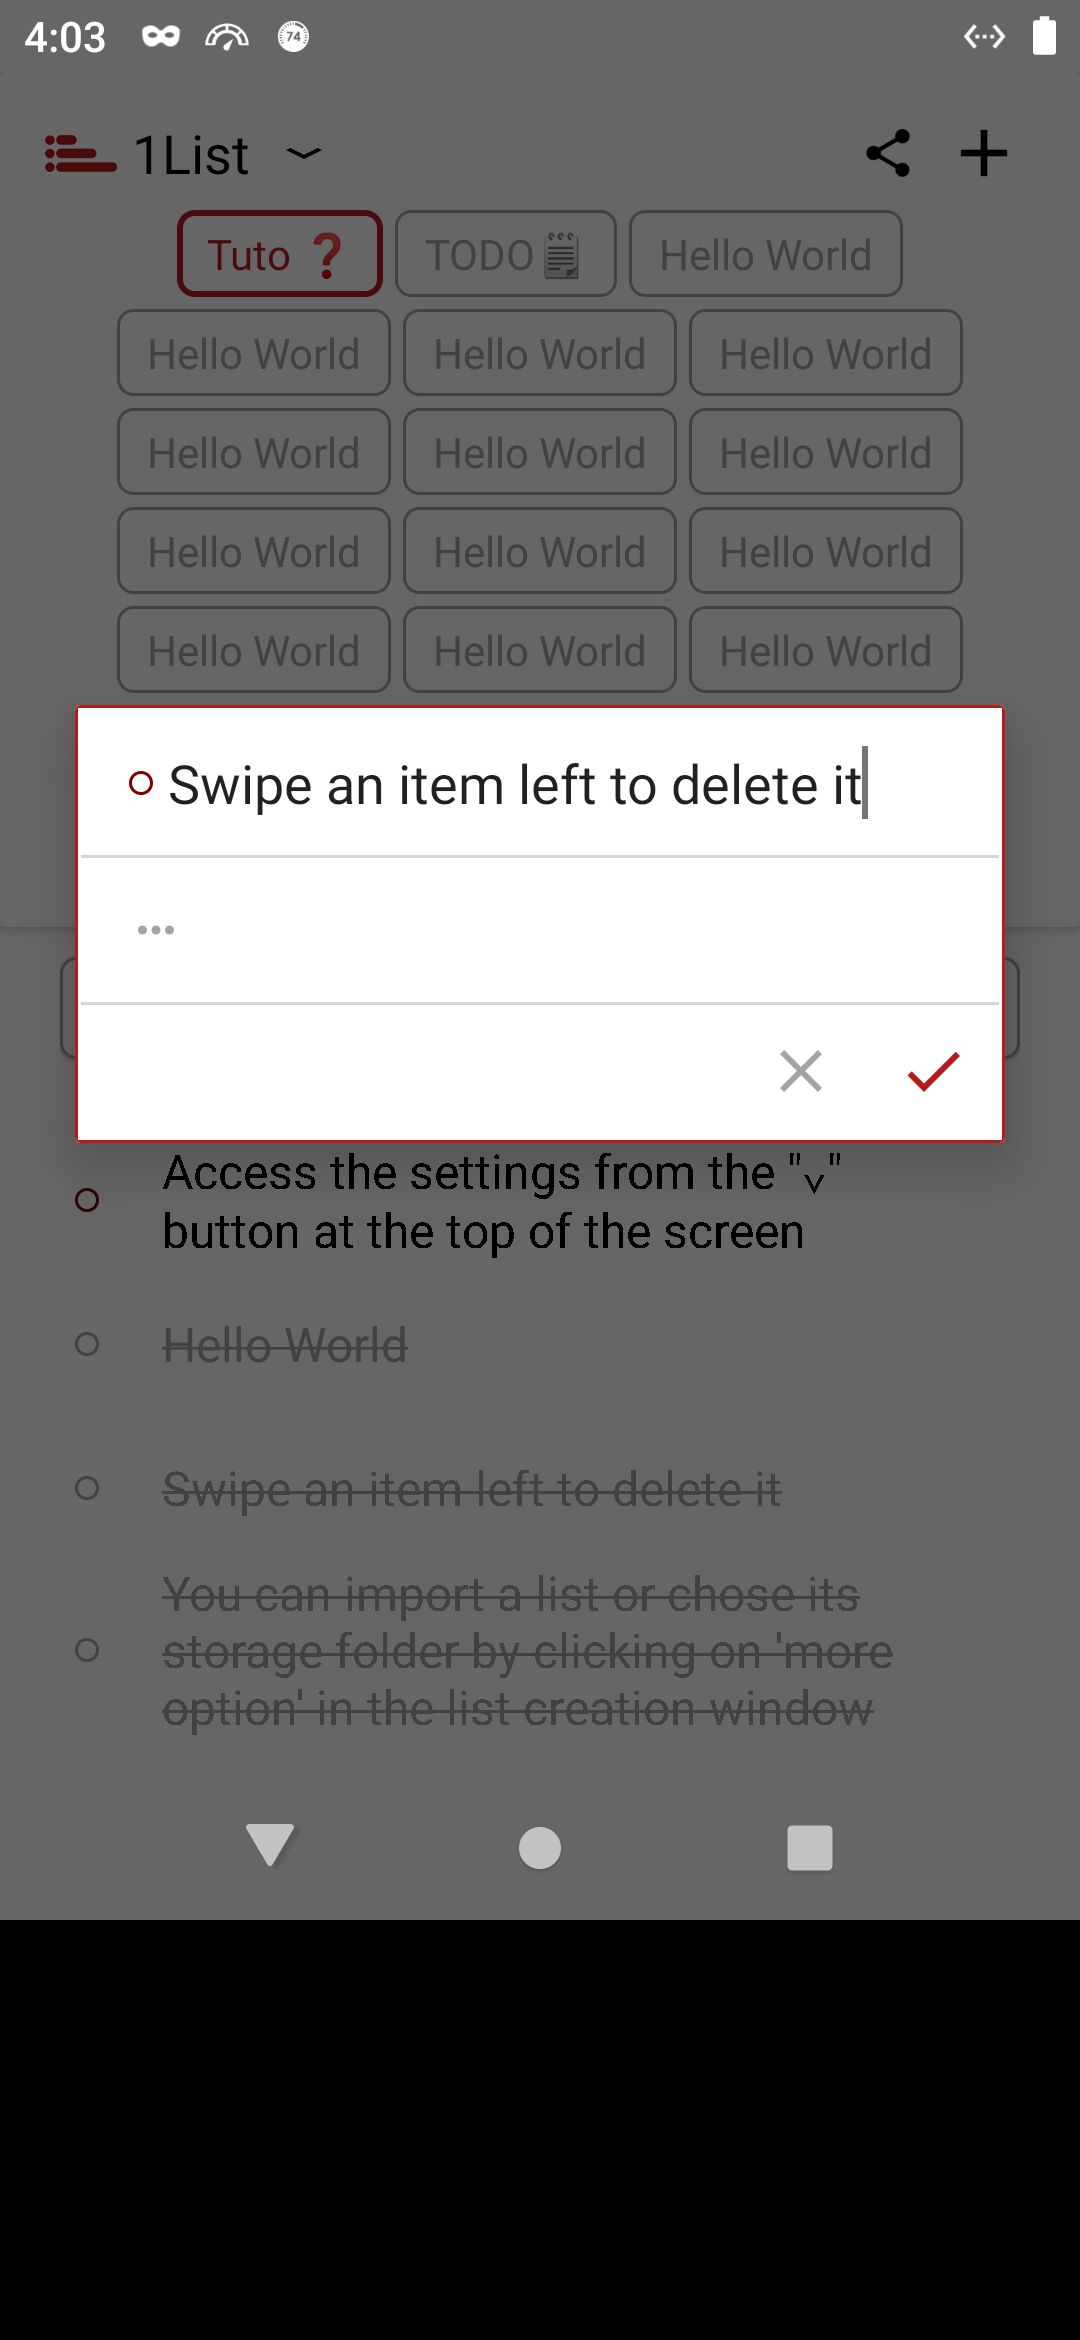 4:03
74
1List
Tuto ❓ TODO🗒 Hello World
Hello World Hello World Hello World
Hello World Hello World Hello World
Hello World Hello World Hello World
Hello World Hello World Hello World
Swipe an item left to delete it
•••
Access the settings from the "⌄"
button at the top of the screen
Hello World
Swipe an item left to delete it
You can import a list or chose its
storage folder by clicking on 'more
option' in the list creation window